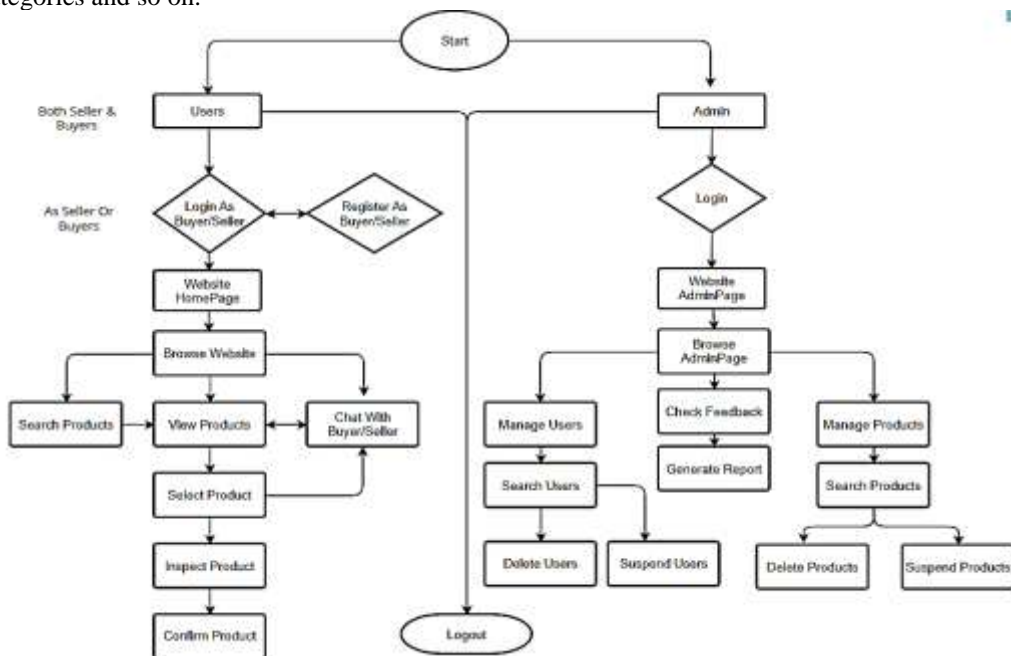 categories and so on.
Start
Both Seller &
Buyers
Users
Admin
As Seller Or
Buyers
Login As
Buyer/Seller
Register As
Buyer/Seller
Login
Website
HomePage
Website
AdminPage
Browse Website
Browse
AdminPage
Search Products
View Products
Chat With
Buyer/Seller
Manage Users
Check Feedback
Manage Products
Select Product
Search Users
Generate Report
Search Products
Inspect Product
Delete Users
Suspend Users
Delete Products
Suspend Products
Confirm Product
Logout